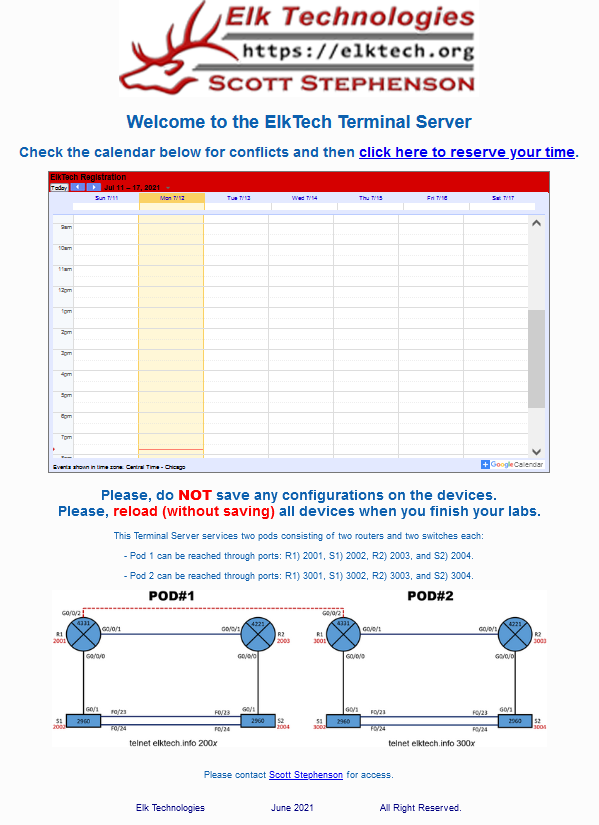 Elk Technologies
https://elktech.org
SCOTT STEPHENSON
Welcome to the ElkTech Terminal Server
Check the calendar below for conflicts and then click here to reserve your time.
ElkTech Registration
Today Jul 11 – 17, 2021
Sun 7/11 Mon 7/12 Tue 7/13 Wed 7/14 Thu 7/15 Fri 7/16 Sat 7/17
9am
10am
11am
12pm
1pm
2pm
3pm
4pm
5pm
6pm
7pm
Events shown in time zone: Central Time - Chicago
Google Calendar
Please, do NOT save any configurations on the devices.
Please, reload (without saving) all devices when you finish your labs.
This Terminal Server services two pods consisting of two routers and two switches each:
- Pod 1 can be reached through ports: R1) 2001, S1) 2002, R2) 2003, and S2) 2004.
- Pod 2 can be reached through ports: R1) 3001, S1) 3002, R2) 3003, and S2) 3004.
POD#1 POD#2
G0/0/2 G0/0/2
4331 4221 4331 4221
R1 G0/0/1 G0/0/1 R2 R1 G0/0/1 G0/0/1 R2
2001 2003 3001 3003
G0/0/0 G0/0/0 G0/0/0 G0/0/0
G0/1 F0/23 F0/23 G0/1 G0/1 F0/23 F0/23 G0/1
S1 2960 2960 S2 S1 2960 2960 S2
2002 F0/24 F0/24 2004 3002 F0/24 F0/24 3004
telnet elktech.info 200x telnet elktech.info 300x
Please contact Scott Stephenson for access.
Elk Technologies June 2021 All Right Reserved.